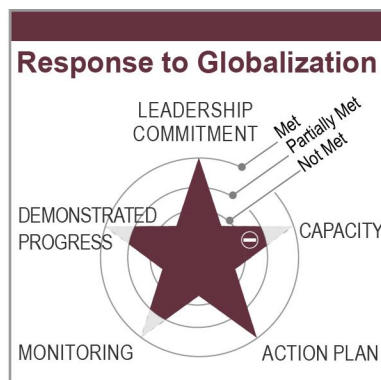 Response to Globalization
LEADERSHIP
COMMITMENT
Met
Partially Met
Not Met
DEMONSTRATED
PROGRESS
CAPACITY
MONITORING
ACTION PLAN